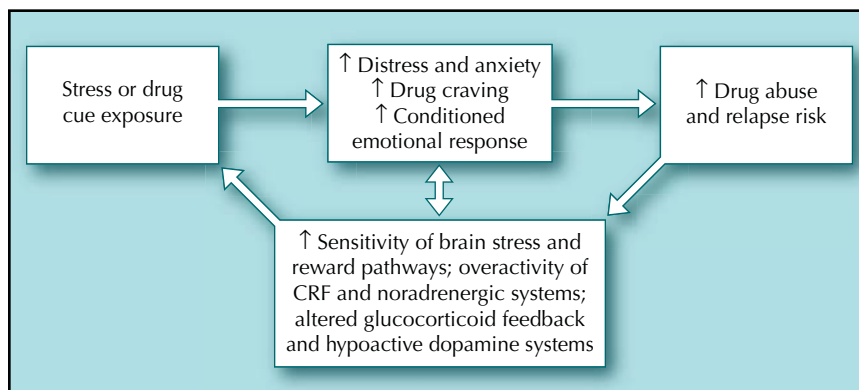 Stress or drug
cue exposure
↑ Distress and anxiety
↑ Drug craving
↑ Conditioned
emotional response
↑ Drug abuse
and relapse risk
↑ Sensitivity of brain stress and
reward pathways; overactivity of
CRF and noradrenergic systems;
altered glucocorticoid feedback
and hypoactive dopamine systems